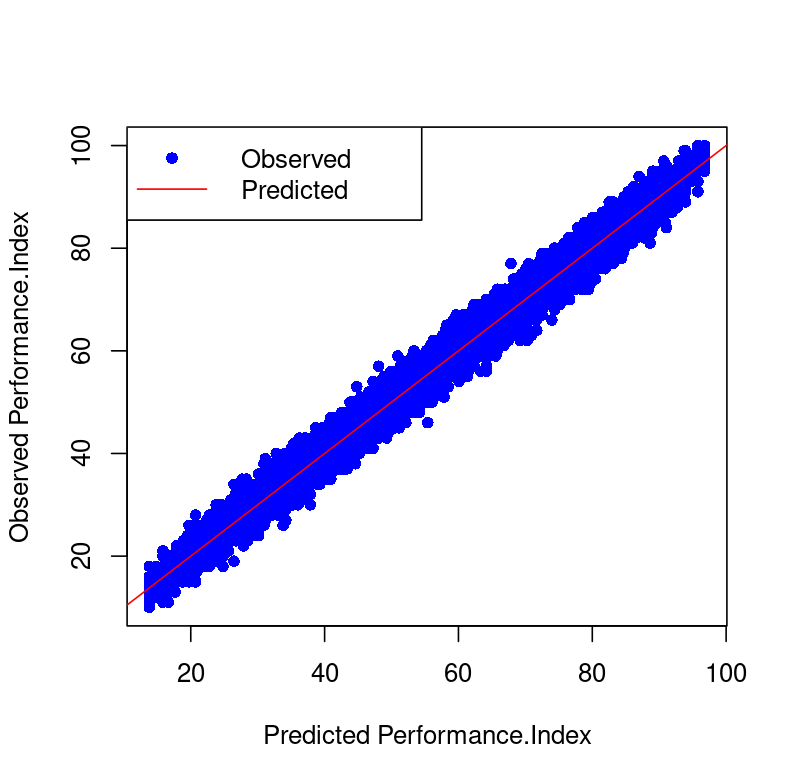 Observed
Predicted
Observed Performance.Index
100
80
60
40
20
20 40 60 80 100
Predicted Performance.Index